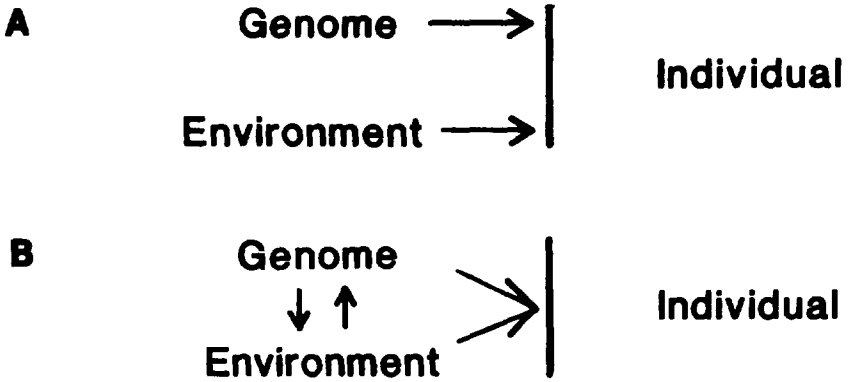 A Genome
Individual
Environment
B Genome
Individual
Environment